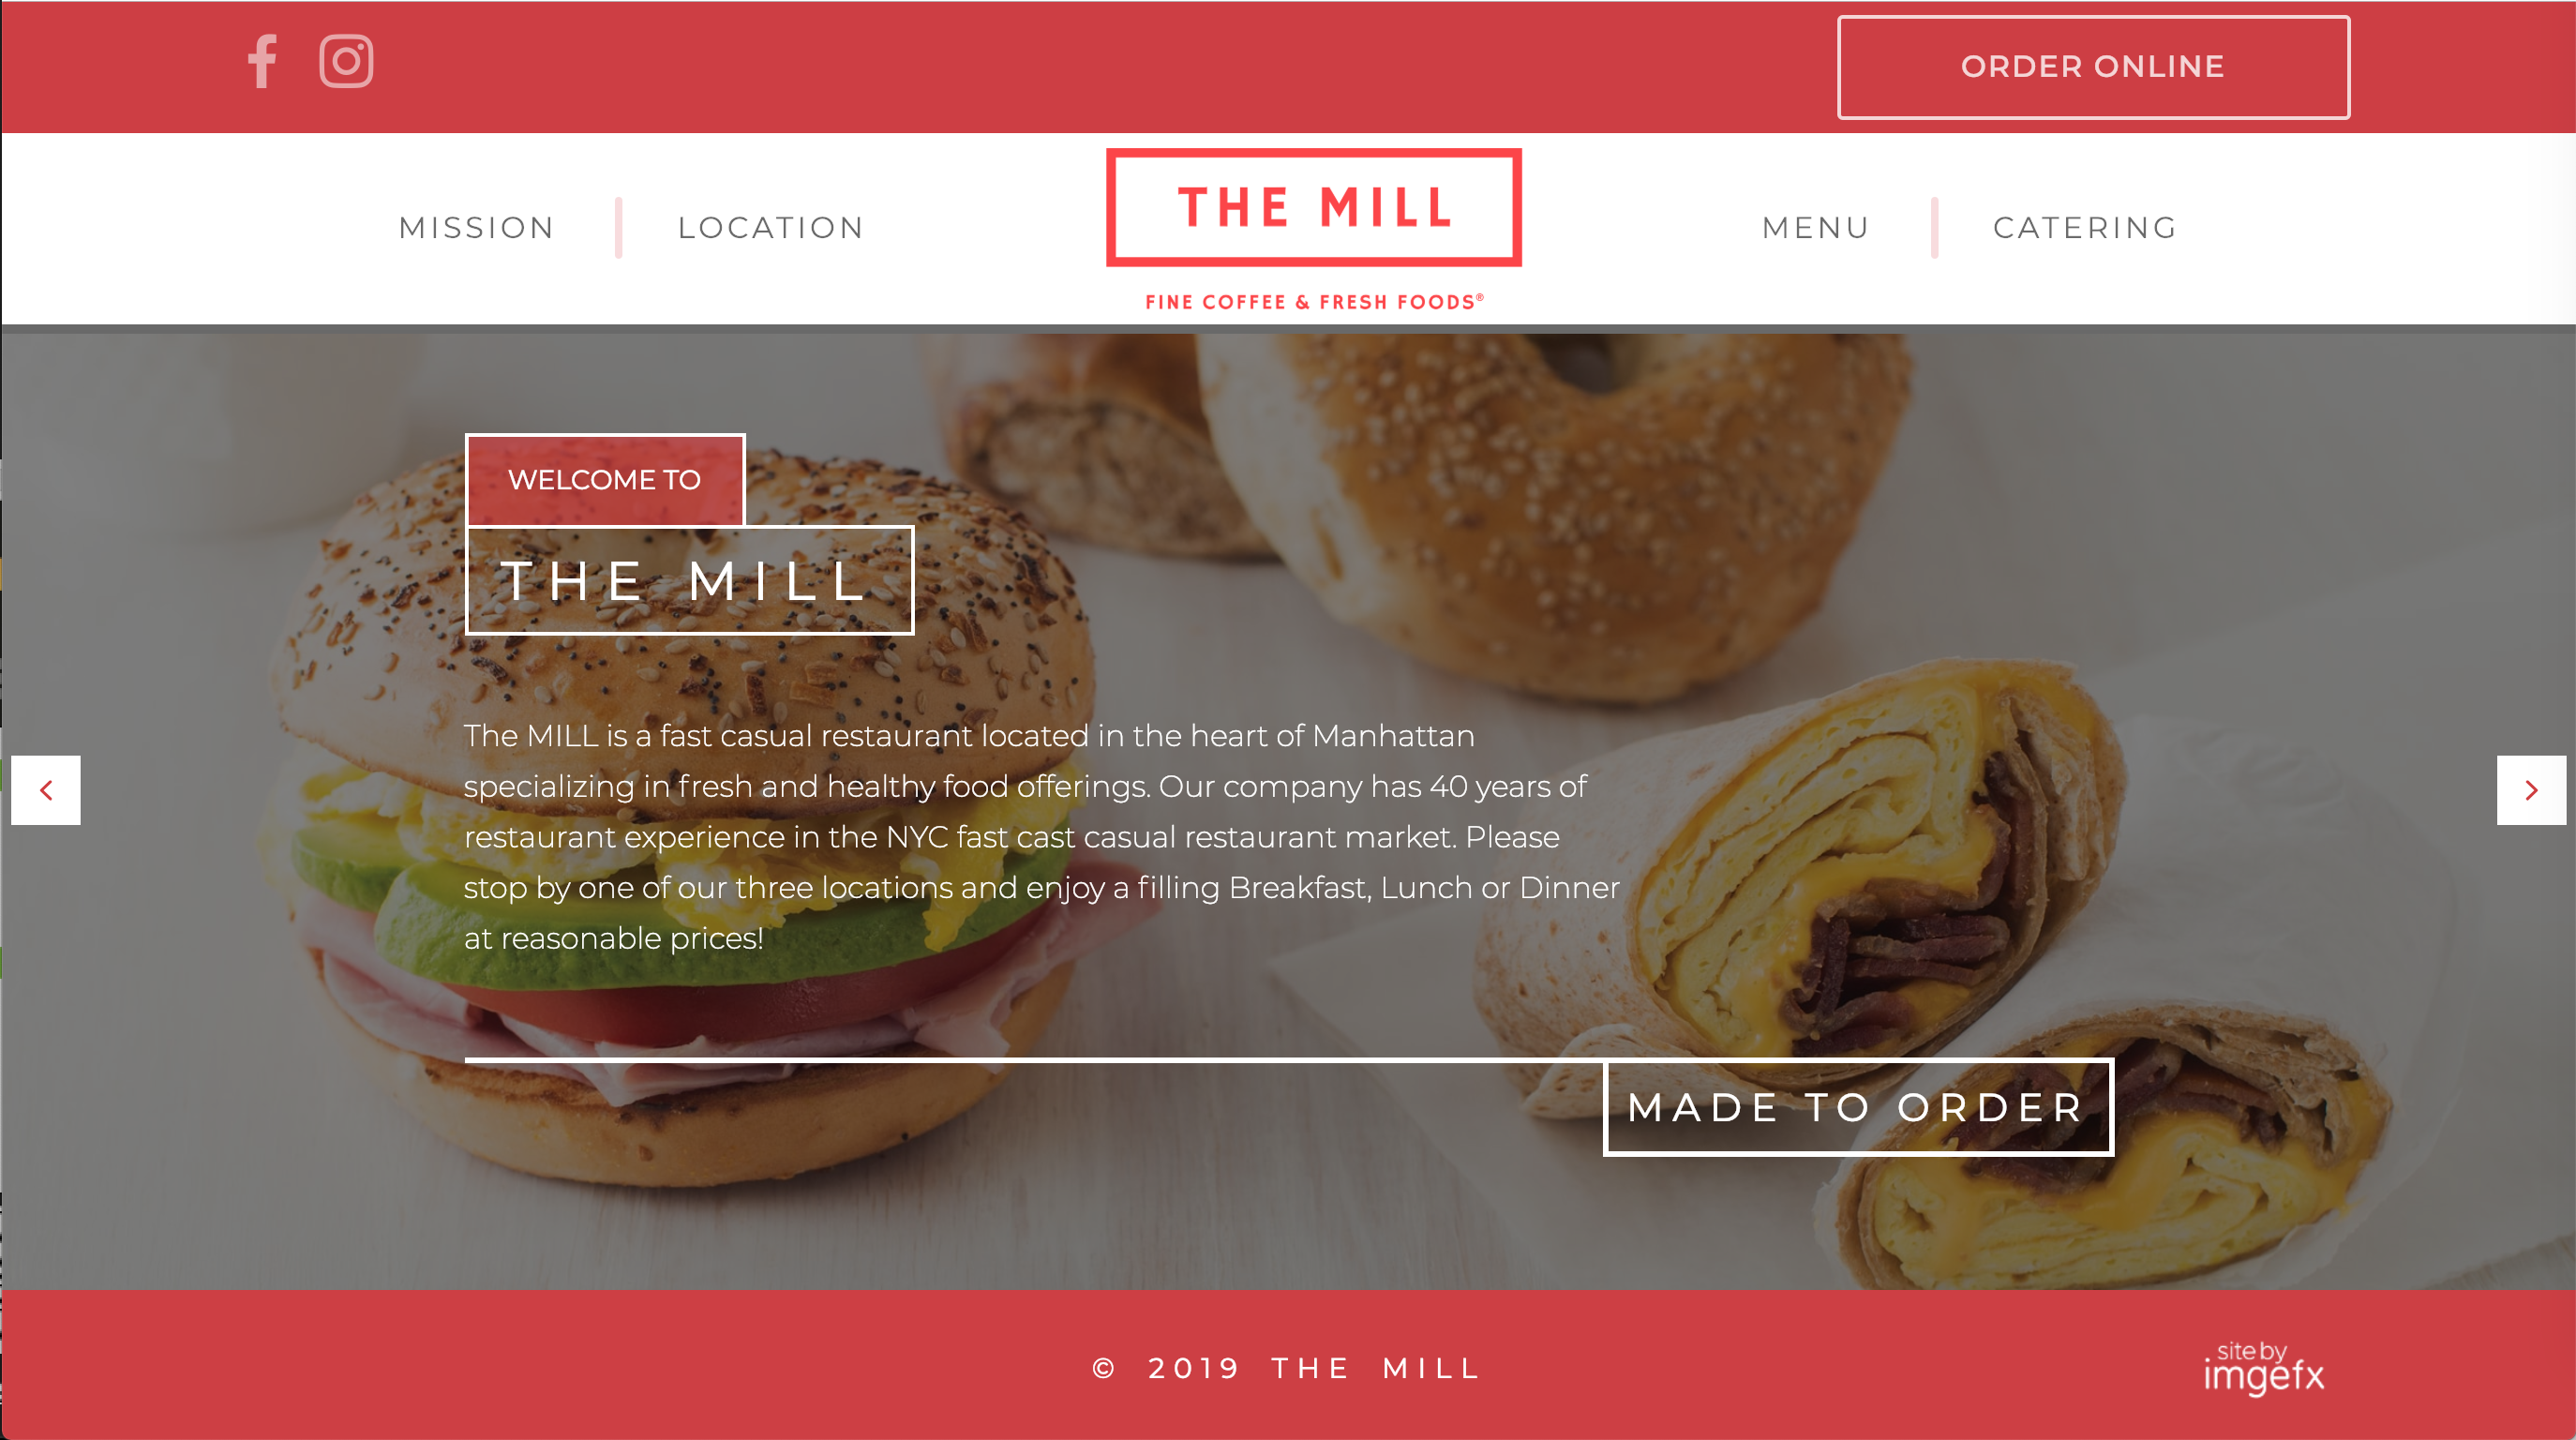 ORDER ONLINE
MISSION
LOCATION
THE MILL
FINE COFFEE & FRESH FOODS®
MENU
CATERING
WELCOME TO
THE MILL
The MILL is a fast casual restaurant located in the heart of Manhattan
specializing in fresh and healthy food offerings. Our company has 40 years of
restaurant experience in the NYC fast cast casual restaurant market. Please
stop by one of our three locations and enjoy a filling Breakfast, Lunch or Dinner
at reasonable prices!
MADE TO ORDER
© 2019 THE MILL
site by
imgefx